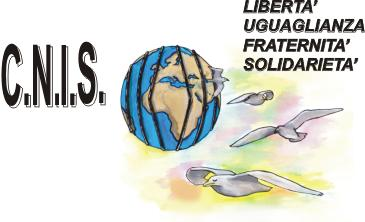 C.N.I.S.
LIBERTA'
UGUAGLIANZA
FRATERNITA'
SOLIDARIETA'